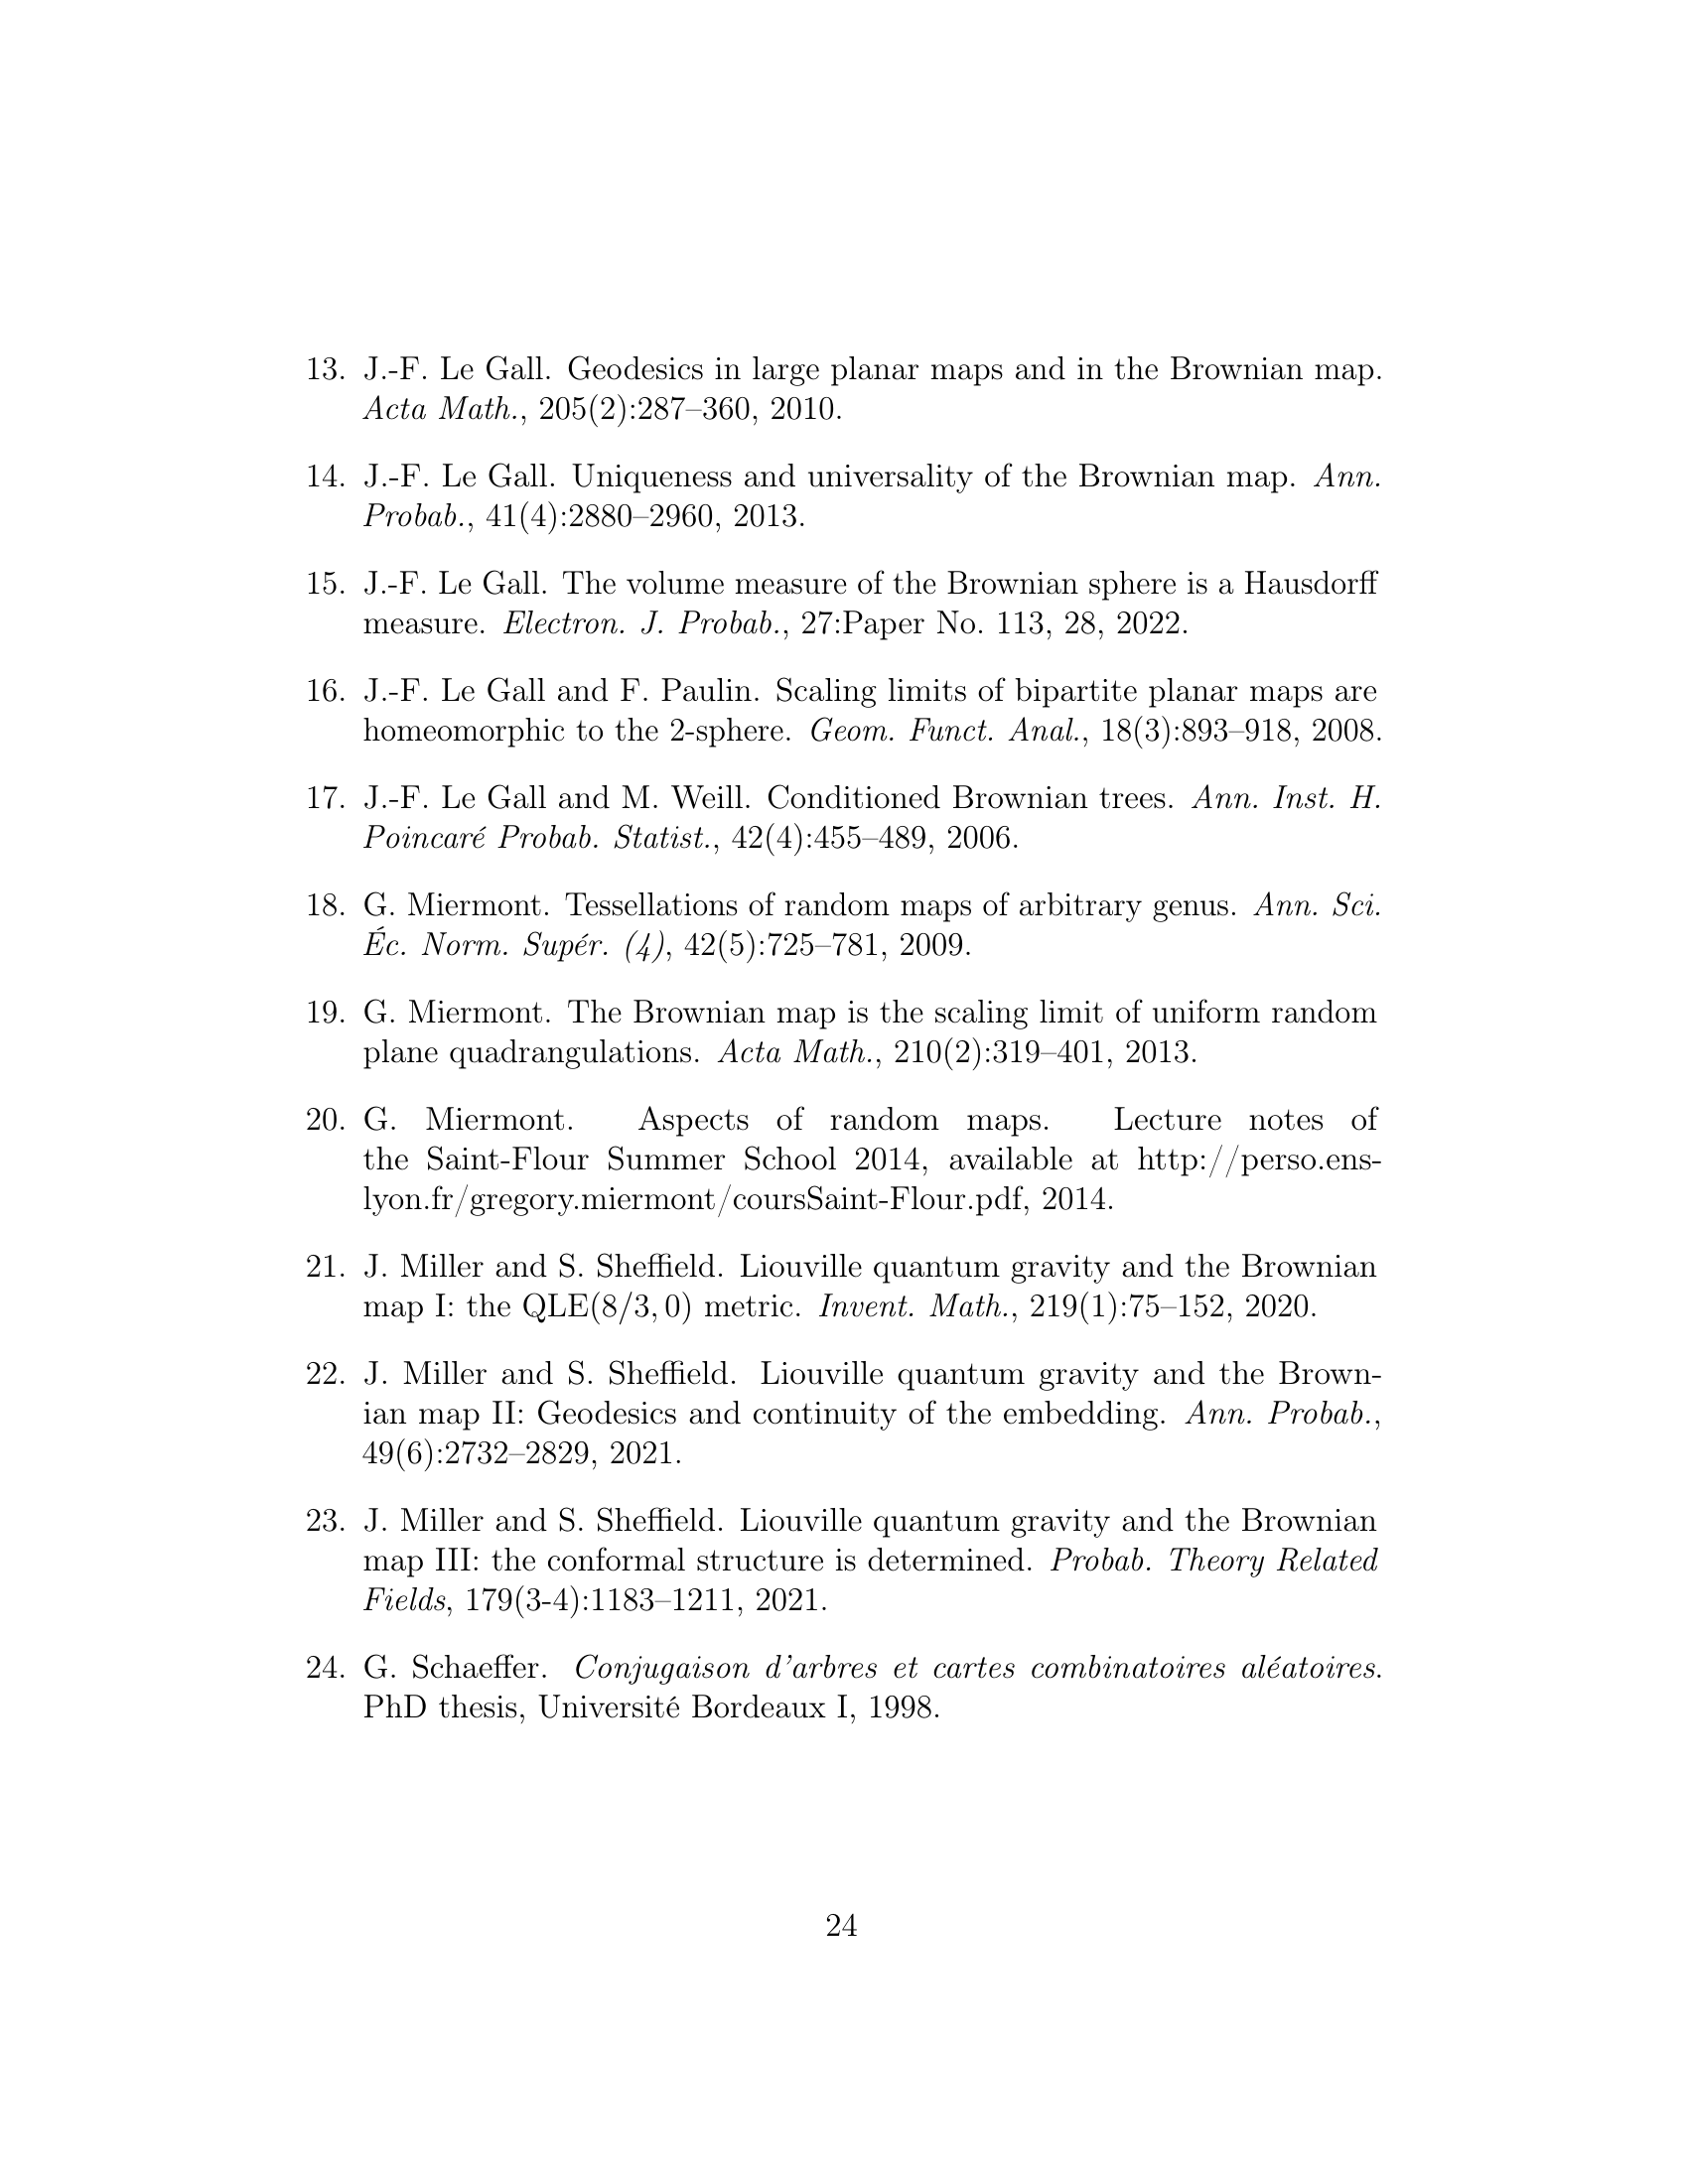 13. J.-F. Le Gall. Geodesics in large planar maps and in the Brownian map.
Acta Math., 205(2):287–360, 2010.
14. J.-F. Le Gall. Uniqueness and universality of the Brownian map. Ann.
Probab., 41(4):2880–2960, 2013.
15. J.-F. Le Gall. The volume measure of the Brownian sphere is a Hausdorff
measure. Electron. J. Probab., 27:Paper No. 113, 28, 2022.
16. J.-F. Le Gall and F. Paulin. Scaling limits of bipartite planar maps are
homeomorphic to the 2-sphere. Geom. Funct. Anal., 18(3):893–918, 2008.
17. J.-F. Le Gall and M. Weill. Conditioned Brownian trees. Ann. Inst. H.
Poincaré Probab. Statist., 42(4):455–489, 2006.
18. G. Miermont. Tessellations of random maps of arbitrary genus. Ann. Sci.
Éc. Norm. Supér. (4), 42(5):725–781, 2009.
19. G. Miermont. The Brownian map is the scaling limit of uniform random
plane quadrangulations. Acta Math., 210(2):319–401, 2013.
20. G. Miermont. Aspects of random maps. Lecture notes of
the Saint-Flour Summer School 2014, available at http://perso.ens-
lyon.fr/gregory.miermont/coursSaint-Flour.pdf, 2014.
21. J. Miller and S. Sheffield. Liouville quantum gravity and the Brownian
map I: the QLE(8/3, 0) metric. Invent. Math., 219(1):75–152, 2020.
22. J. Miller and S. Sheffield. Liouville quantum gravity and the Brown-
ian map II: Geodesics and continuity of the embedding. Ann. Probab.,
49(6):2732–2829, 2021.
23. J. Miller and S. Sheffield. Liouville quantum gravity and the Brownian
map III: the conformal structure is determined. Probab. Theory Related
Fields, 179(3-4):1183–1211, 2021.
24. G. Schaeffer. Conjugaison d'arbres et cartes combinatoires aléatoires.
PhD thesis, Université Bordeaux I, 1998.
24